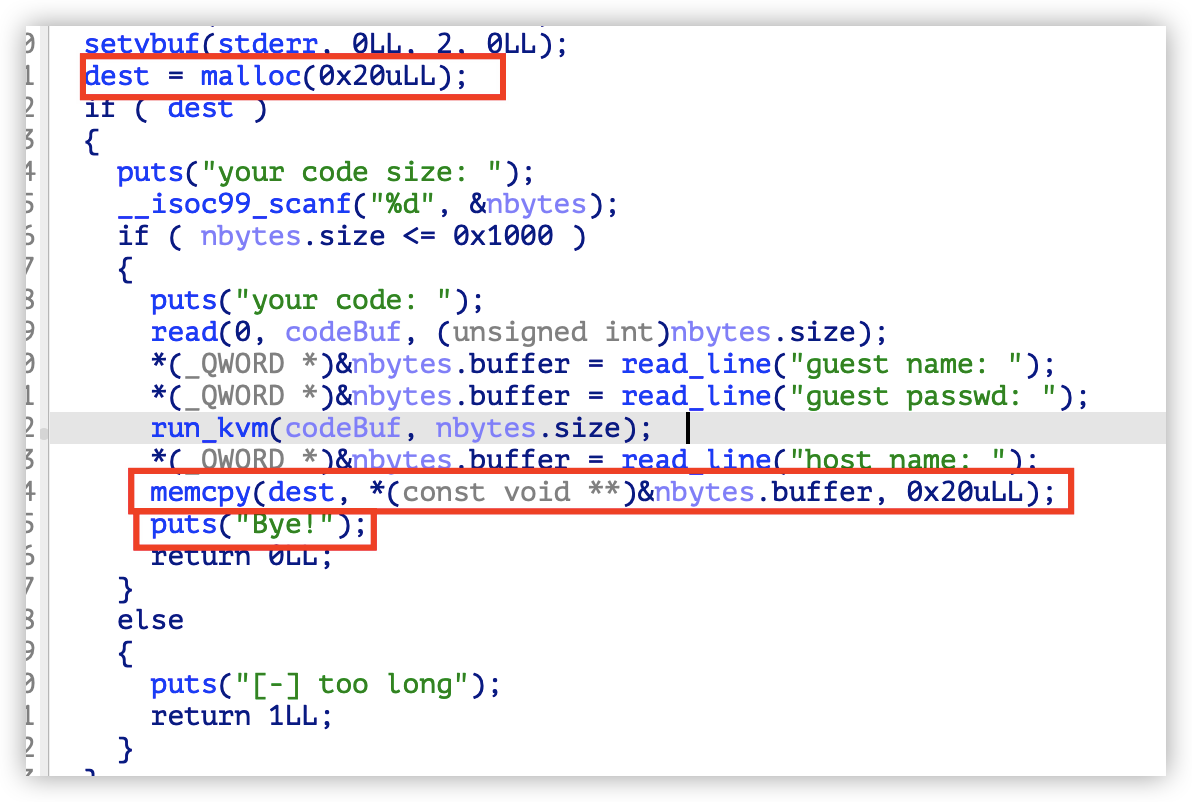 0 setvbuf(stderr, 0LL, 2, 0LL);
1 dest = malloc(0x20uLL);
2 if ( dest )
3 {
4 puts("your code size: ");
5 __isoc99_scanf("%d", &nbytes);
6 if ( nbytes.size <= 0x1000 )
7 {
8 puts("your code: ");
9 read(0, codeBuf, (unsigned int)nbytes.size);
0 *(_QWORD *)&nbytes.buffer = read_line("guest name: ");
1 *(_QWORD *)&nbytes.buffer = read_line("guest passwd: ");
2 run_kvm(codeBuf, nbytes.size);
3 *(_QWORD *)&nbytes.buffer = read_line("host name: ");
4 memcpy(dest, *(const void **)&nbytes.buffer, 0x20uLL);
5 puts("Bye!");
6 return 0LL;
7 }
8 else
9 {
0 puts("[-] too long");
1 return 1LL;
2 }